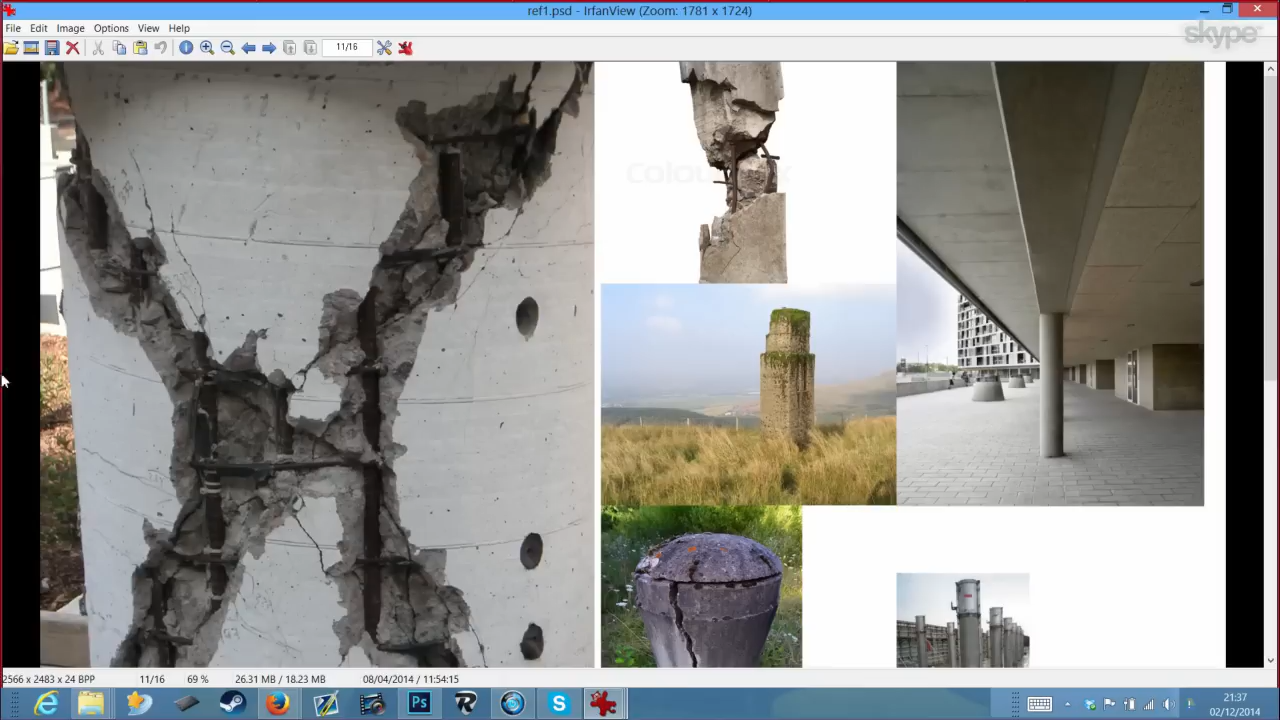 ref1.psd - IrfanView (Zoom: 1781 x 1724)
File Edit Image Options View Help
skype™
11/16
2566 x 2483 x 24 BPP 11/16 69 % 26.31 MB / 18.23 MB 08/04/2014 / 11:54:15
Ps
S
21:37
02/12/2014